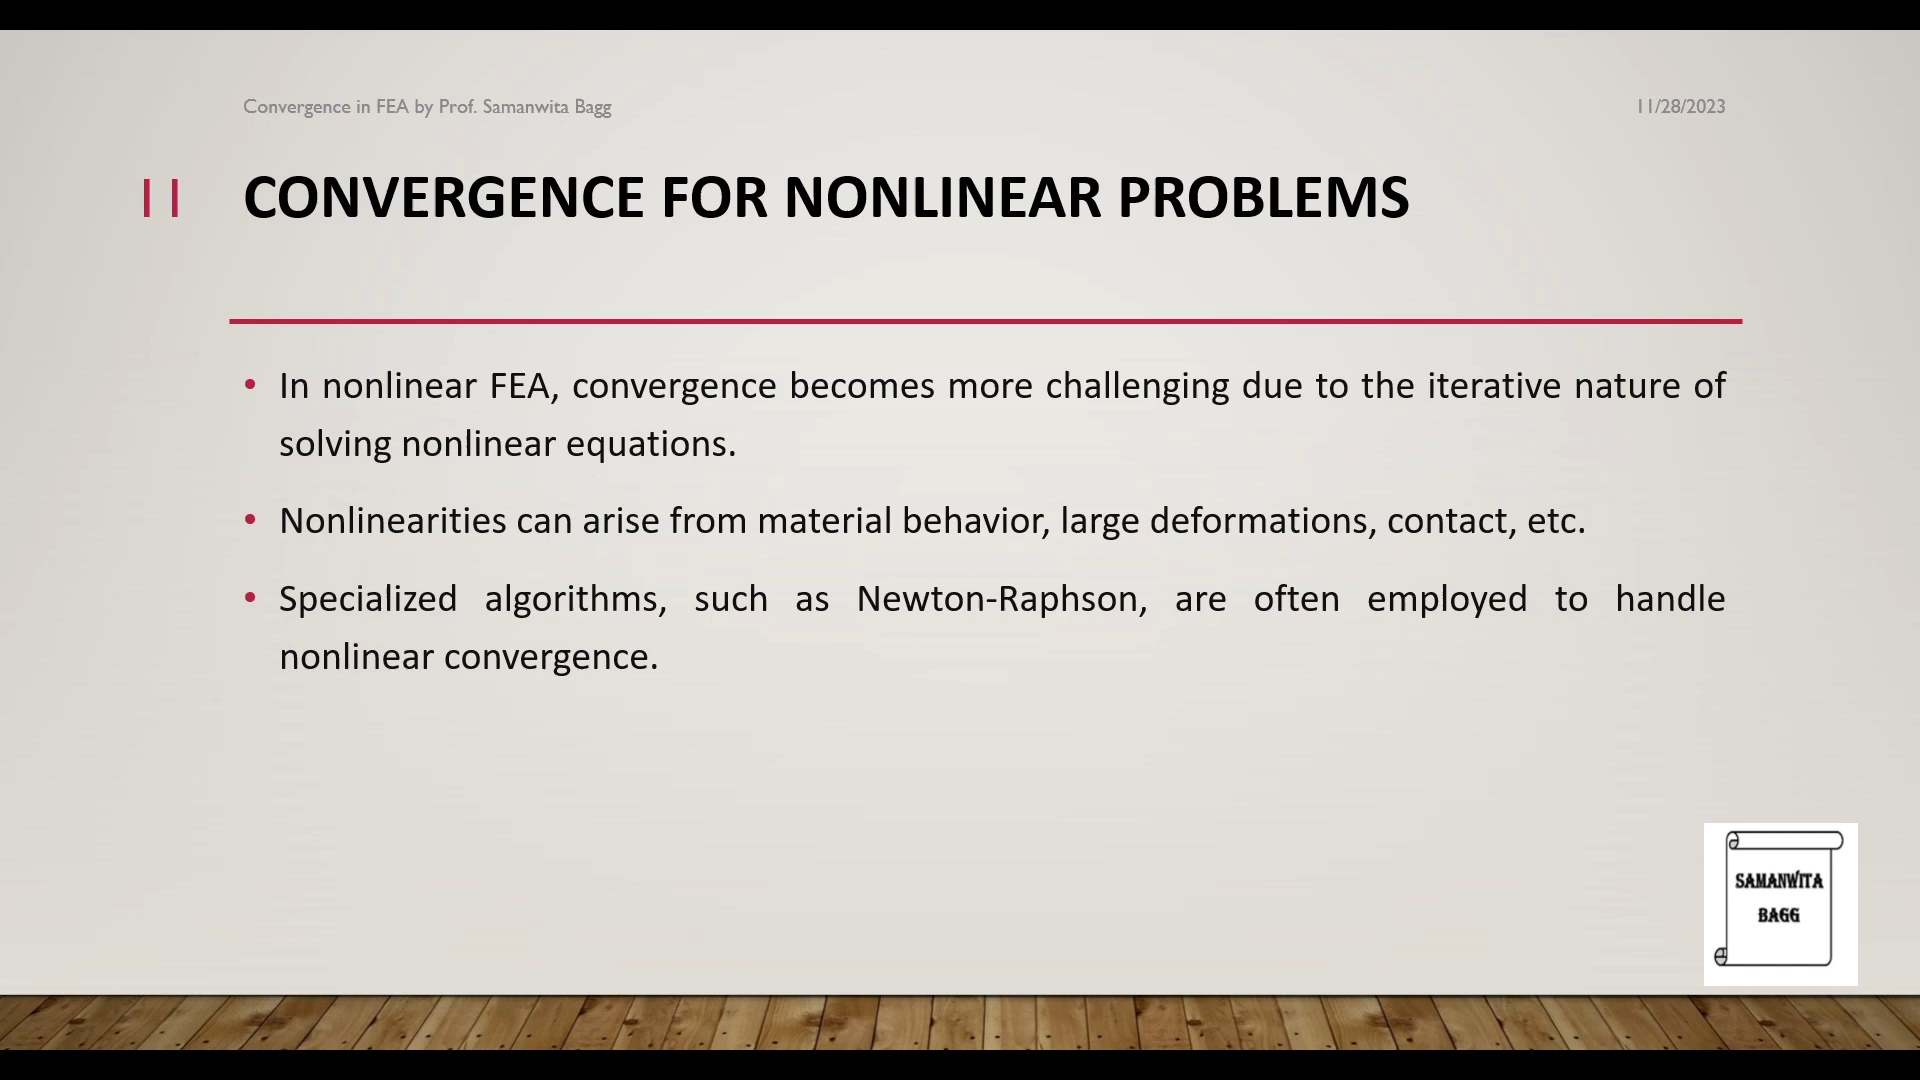 Convergence in FEA by Prof. Samanwita Bagg
11/28/2023
11
CONVERGENCE FOR NONLINEAR PROBLEMS
• In nonlinear FEA, convergence becomes more challenging due to the iterative nature of
solving nonlinear equations.
• Nonlinearities can arise from material behavior, large deformations, contact, etc.
• Specialized algorithms, such as Newton-Raphson, are often employed to handle
nonlinear convergence.
SAMANWITA
BAGG